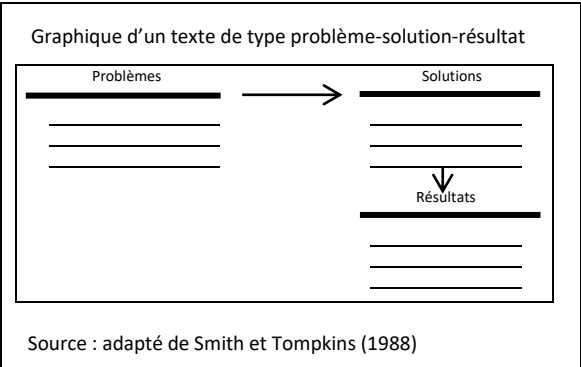 Graphique d'un texte de type problème-solution-résultat
Problèmes
Solutions
Résultats
Source : adapté de Smith et Tompkins (1988)